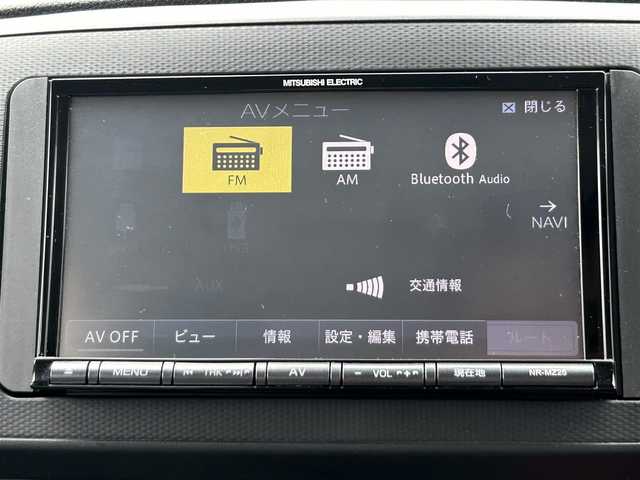 MITSUBISHI ELECTRIC
AVメニュー
閉じる
FM
AM
Bluetooth Audio
NAVI
AUX
交通情報
AV OFF
ビュー
情報
設定・編集
携帯電話
MENU
TRK
AV
VOL
現在地
NR-MZ20